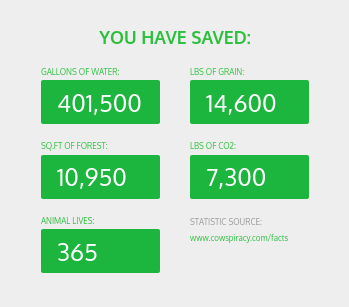 YOU HAVE SAVED:
GALLONS OF WATER:
401,500
LBS OF GRAIN:
14,600
SQ.FT OF FOREST:
10,950
LBS OF CO2:
7,300
ANIMAL LIVES:
365
STATISTIC SOURCE:
www.cowspiracy.com/facts